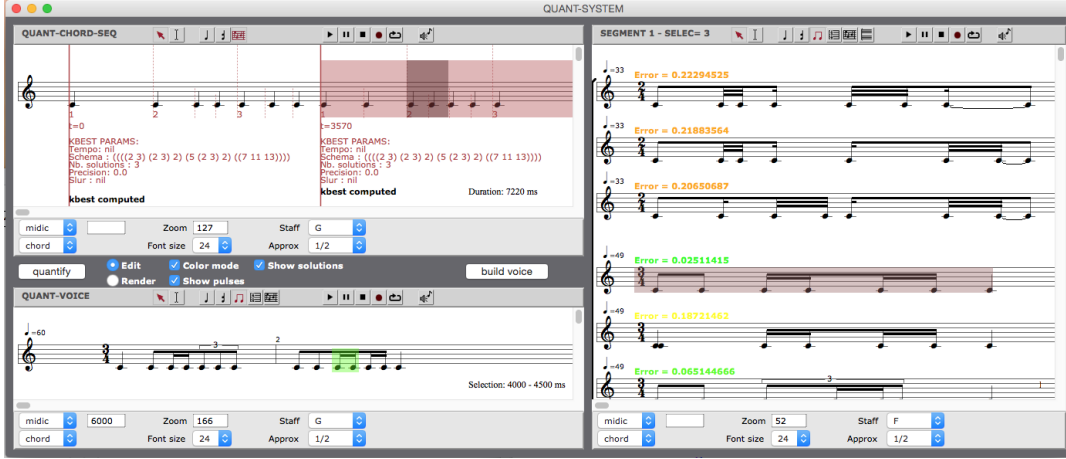 QUANT-SYSTEM
QUANT-CHORD-SEQ
1 2 3 1 2 3
t=0 t=3570
KBEST PARAMS: KBEST PARAMS:
Tempo: nil Tempo: nil
Schema : ((((2 3) (2 3) 2) (5 (2 3) 2) ((7 11 13)))) Schema : ((((2 3) (2 3) 2) (5 (2 3) 2) ((7 11 13))))
Nb. solutions : 3 Nb. solutions : 3
Precision: 0.0 Precision: 0.0
Slur : nil Slur : nil
kbest computed kbest computed Duration: 7220 ms
midic Zoom 127 Staff G
chord Font size 24 Approx 1/2
quantify Edit Color mode Show solutions build voice
Render Show pulses
QUANT-VOICE
=60
3 4 3 2
Selection: 4000 - 4500 ms
midic 6000 Zoom 166 Staff G
chord Font size 24 Approx 1/2
SEGMENT 1 - SELEC= 3
=33 Error = 0.22294525
2 4
=33 Error = 0.21883564
2 4
=33 Error = 0.20650687
2 4
=49 Error = 0.02511415
3 4
=49 Error = 0.18721462
3 4
=49 Error = 0.065144666
3 3
midic Zoom 52 Staff F
chord Font size 24 Approx 1/2